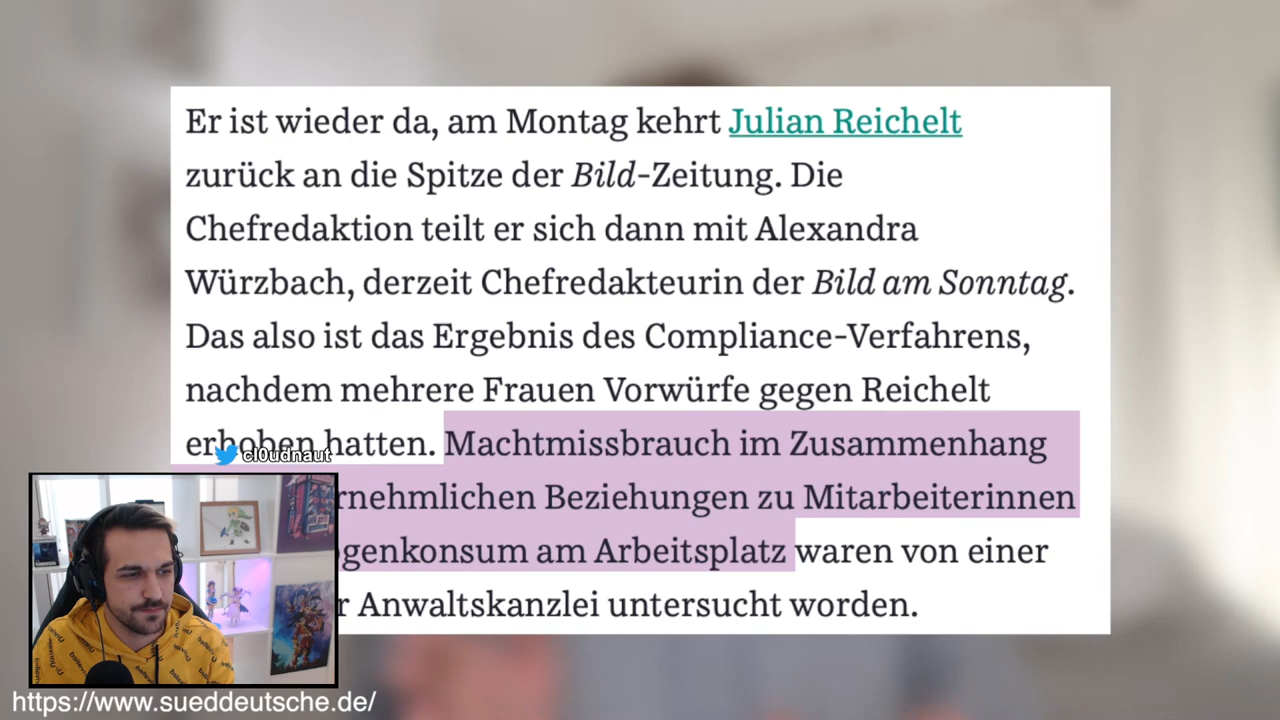 Er ist wieder da, am Montag kehrt Julian Reichelt
zurück an die Spitze der Bild-Zeitung. Die
Chefredaktion teilt er sich dann mit Alexandra
Würzbach, derzeit Chefredakteurin der Bild am Sonntag.
Das also ist das Ergebnis des Compliance-Verfahrens,
nachdem mehrere Frauen Vorwürfe gegen Reichelt
erhoben hatten. Machtmissbrauch im Zusammenhang
Beziehungen zu Mitarbeiterinnen
am Arbeitsplatz waren von einer
Anwaltskanzlei untersucht worden.
cl0udnaut
https://www.sueddeutsche.de/